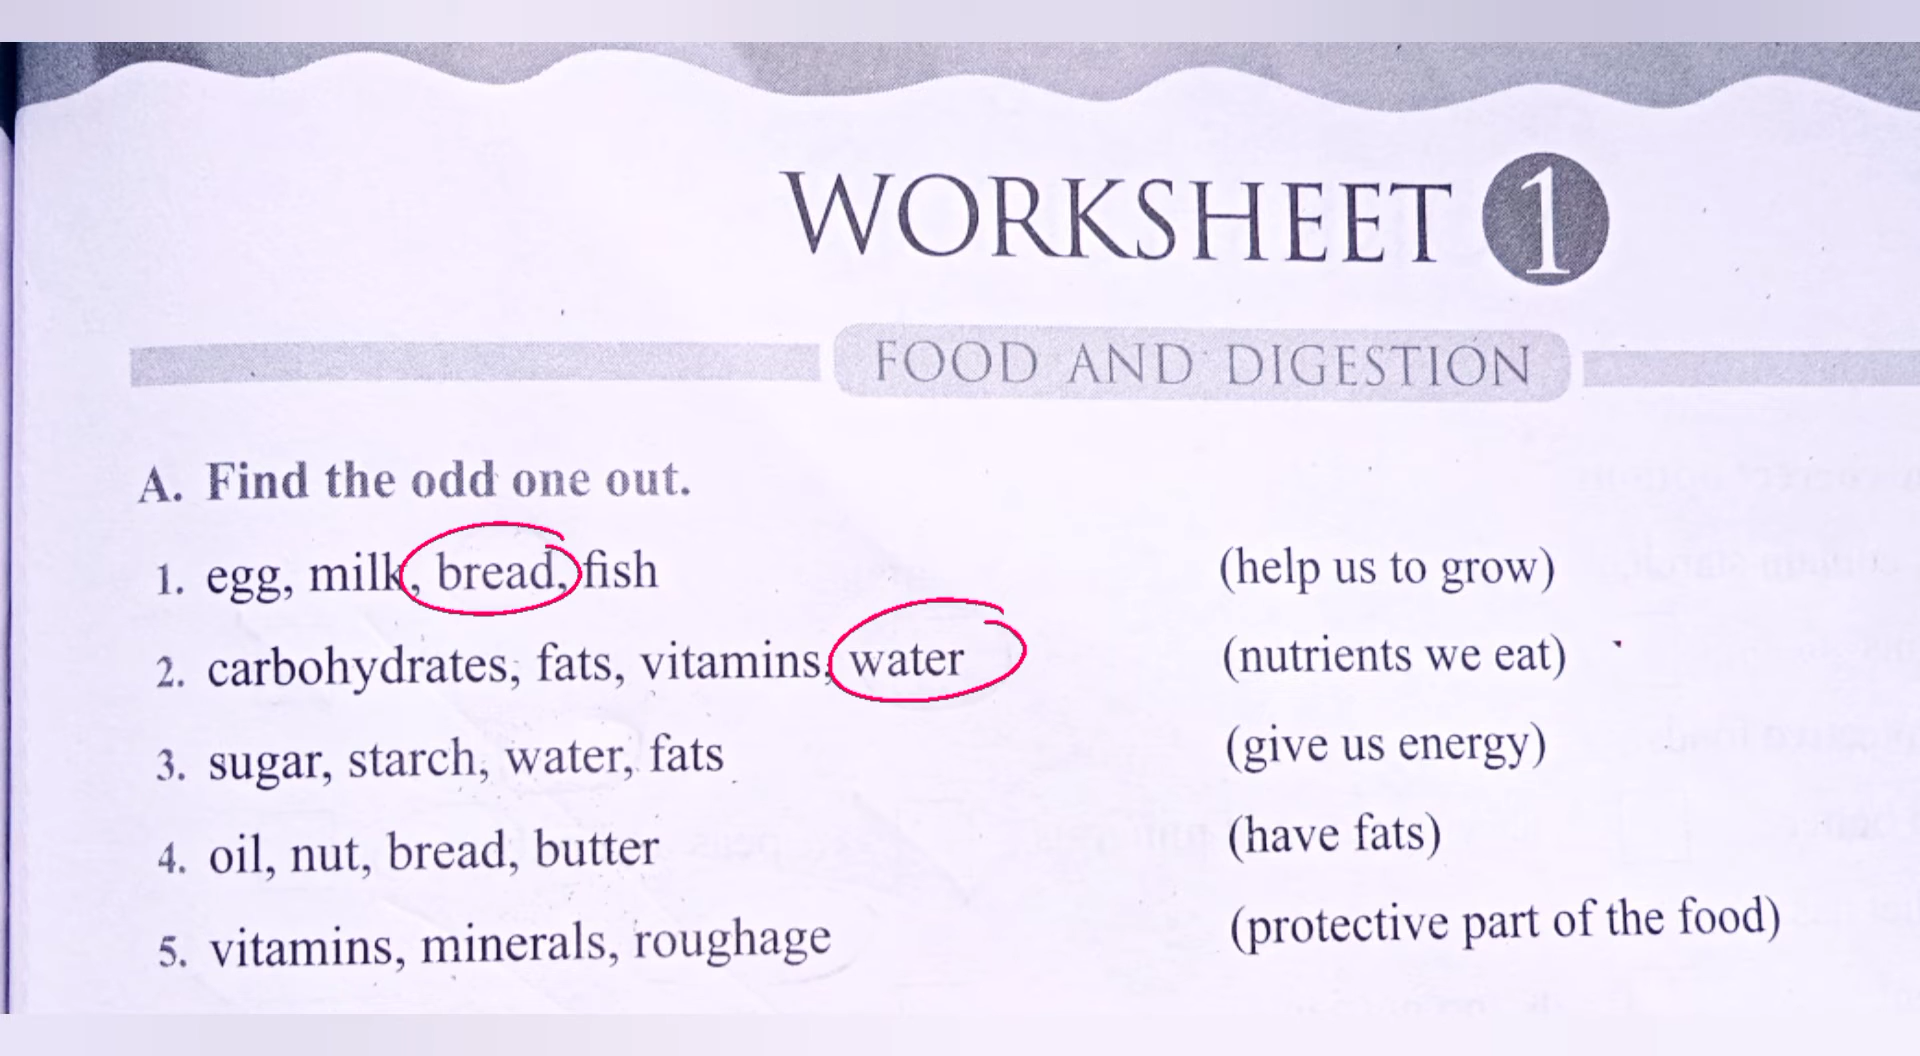 WORKSHEET 1
FOOD AND DIGESTION
A. Find the odd one out.
1. egg, milk, bread, fish (help us to grow)
2. carbohydrates, fats, vitamins, water (nutrients we eat)
3. sugar, starch, water, fats (give us energy)
4. oil, nut, bread, butter (have fats)
5. vitamins, minerals, roughage (protective part of the food)